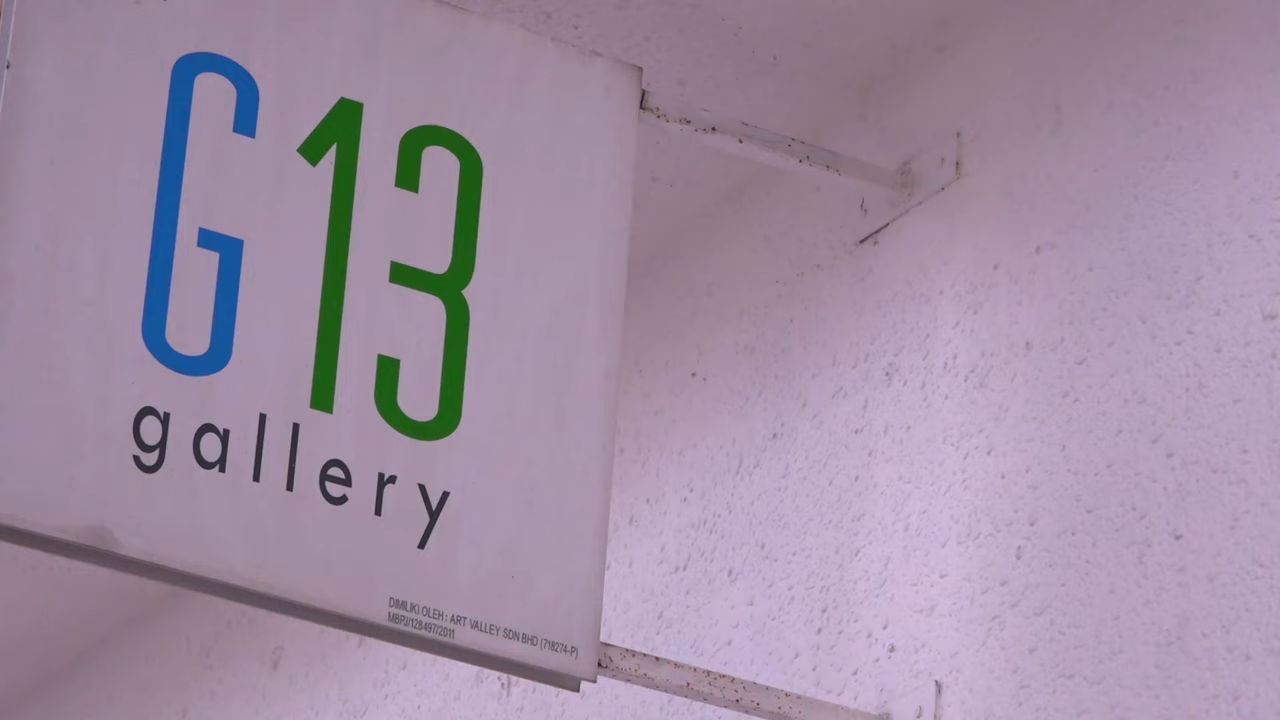 G13
gallery
DIMILIKI OLEH : ART VALLEY SDN BHD (718274-P)
MBPJ/128497/2011